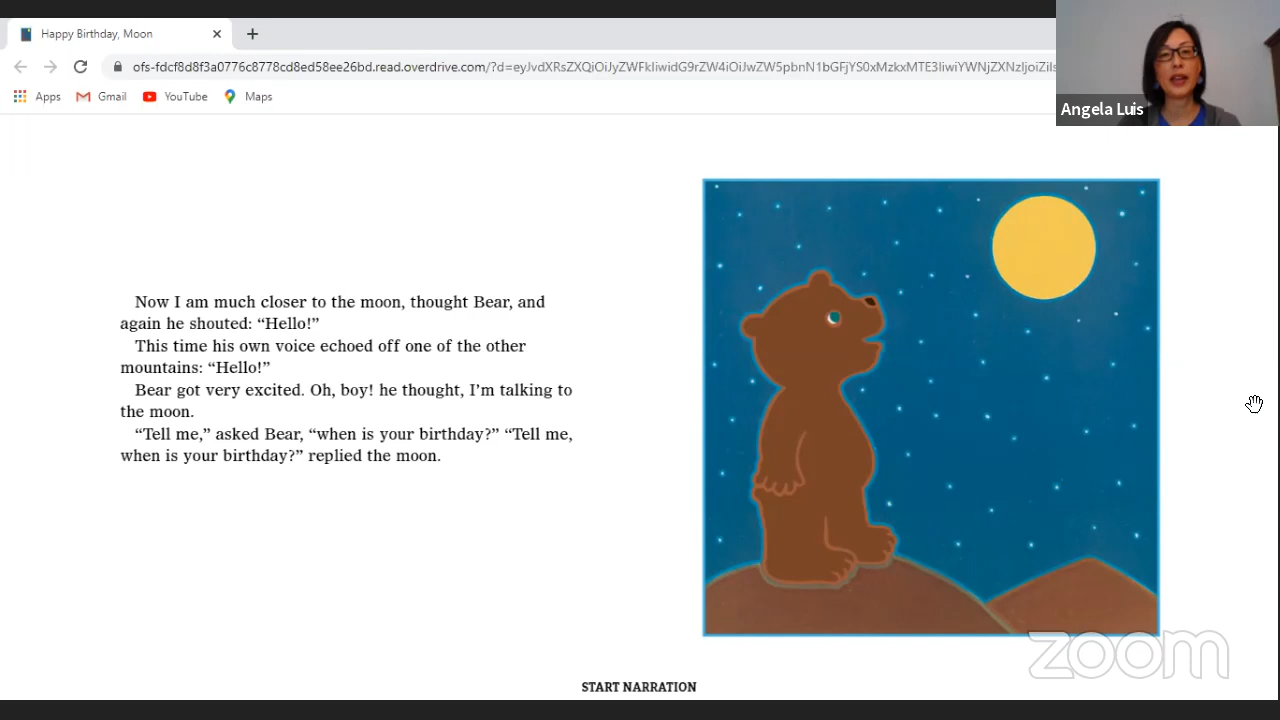 Happy Birthday, Moon
ofs-fdcf8d8f3a0776c8778cd8ed58ee26bd.read.overdrive.com/?d=eyJvdXRsZXQiOiJyZWFkIiwidG9rZW4iOiJwZW5pbnN1bGFjYS0xMzkxMTE3IiwiYWNjZXNzIjoiZiIs
Apps Gmail YouTube Maps
Angela Luis
Now I am much closer to the moon, thought Bear, and
again he shouted: “Hello!”
This time his own voice echoed off one of the other
mountains: “Hello!”
Bear got very excited. Oh, boy! he thought, I’m talking to
the moon.
“Tell me,” asked Bear, “when is your birthday?” “Tell me,
when is your birthday?” replied the moon.
zoom
START NARRATION